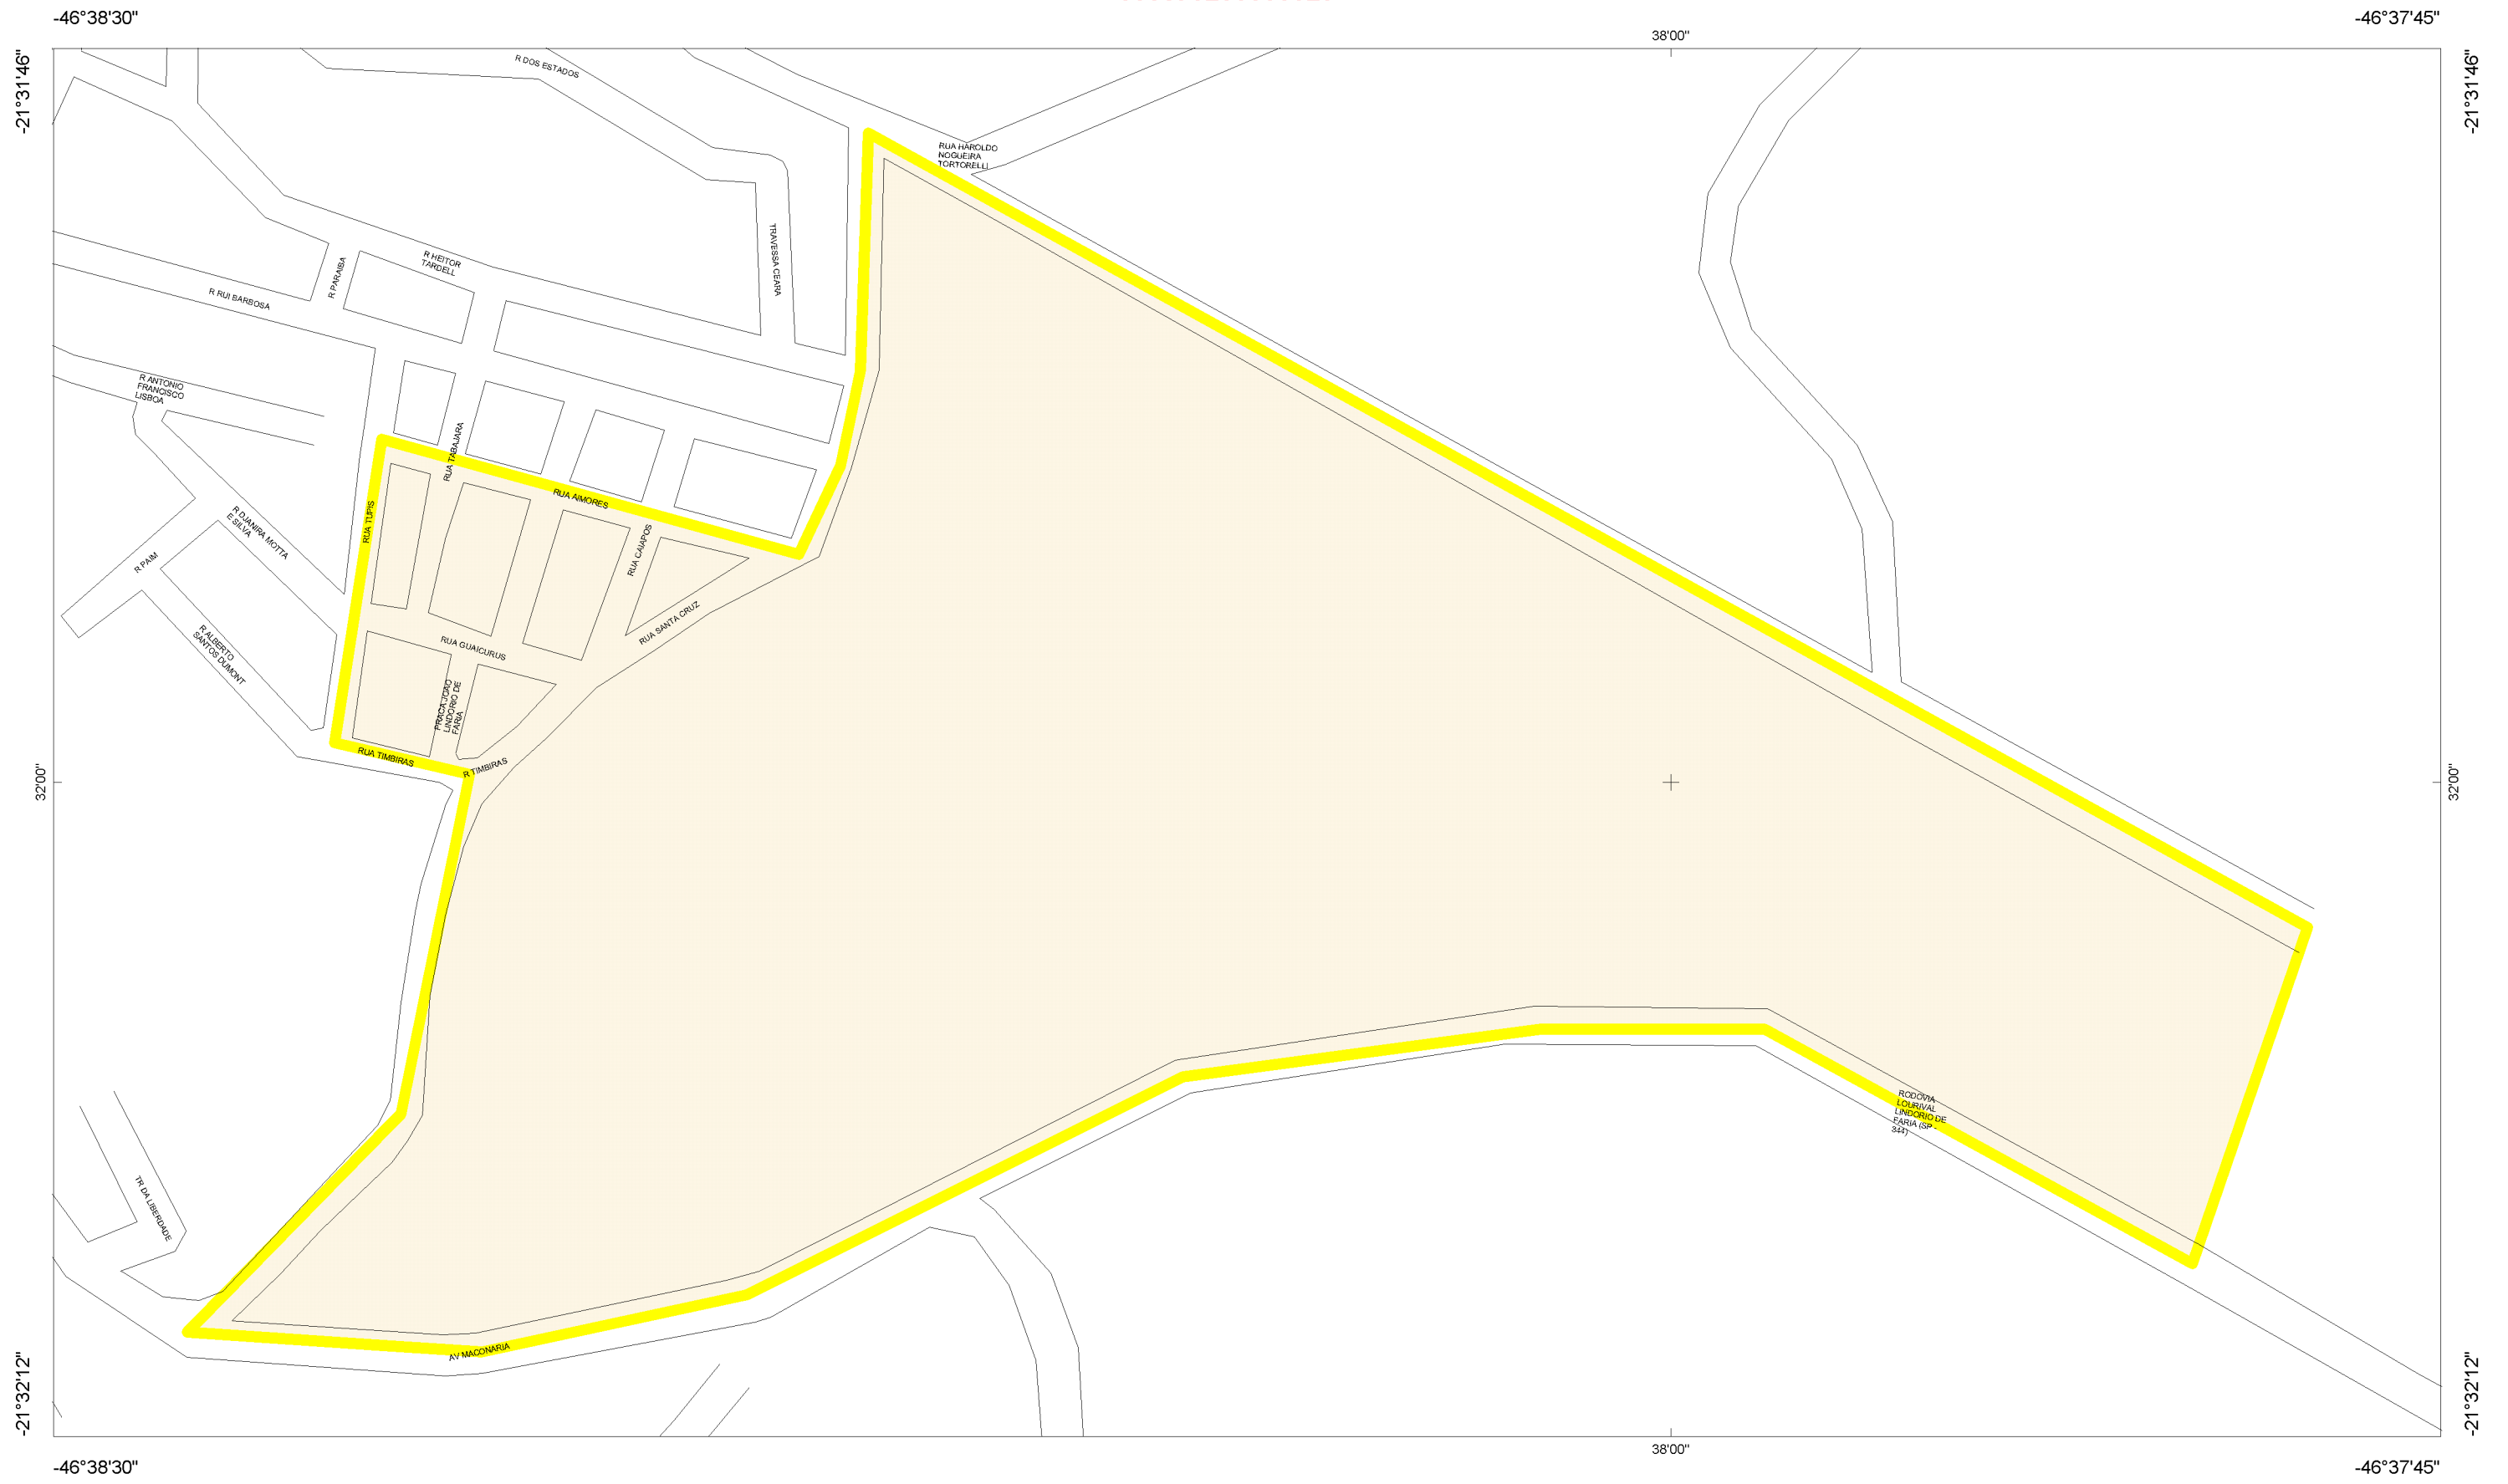 -46°38'30"
-46°37'45"
38'00"
-21°31'46"
-21°31'46"
R DOS ESTADOS
RUA HAROLDO
NOGUEIRA
TORTORELLI
R HEITOR
TARDELL
TRAVESSA CEARA
R PARAIBA
R RUI BARBOSA
R ANTONIO
FRANCISCO
LISBOA
RUA TABAJARA
RUA AIMORES
RUA TUPIS
R DJANIRA MOTTA
E SILVA
RUA CAIAPOS
R PAIM
RUA SANTA CRUZ
R ALBERTO
SANTOS DUMONT
RUA GUAICURUS
PRACA JOAO
LINDORIO DE
FARIA
RUA TIMBIRAS
R TIMBIRAS
32'00"
32'00"
RODOVIA
LOURIVAL
LINDORIO DE
FARIA (SP -
344)
TR DA LIBERDADE
AV MACONARIA
-21°32'12"
-21°32'12"
38'00"
-46°38'30"
-46°37'45"